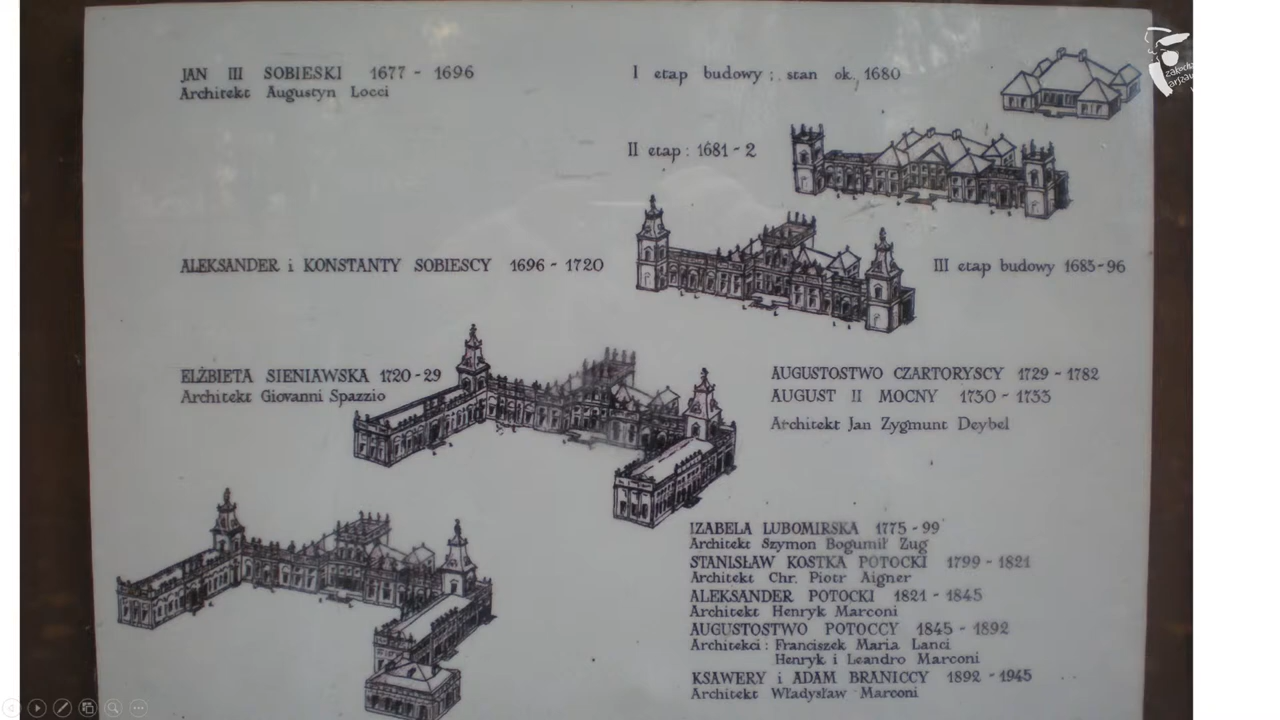 JAN III SOBIESKI 1677 - 1696
Architekt Augustyn Locci
I etap budowy ; stan ok, 1680
II etap : 1681 - 2
ALEKSANDER i KONSTANTY SOBIESCY 1696 - 1720
III etap budowy 1683-96
ELŻBIETA SIENIAWSKA 1720 - 29
Architekt Giovanni Spazzio
AUGUSTOSTWO CZARTORYSCY 1729 - 1782
AUGUST II MOCNY 1730 - 1733
Architekt Jan Zygmunt Deybel
IZABELA LUBOMIRSKA 1775 - 99
Architekt Szymon Bogumił Zug
STANISŁAW KOSTKA POTOCKI 1799 - 1821
Architekt Chr. Piotr Aigner
ALEKSANDER POTOCKI 1821 - 1845
Architekt Henryk Marconi
AUGUSTOSTWO POTOCCY 1845 - 1892
Architekci : Franciszek Maria Lanci
Henryk i Leandro Marconi
KSAWERY i ADAM BRANICCY 1892 - 1945
Architekt Władysław Marconi